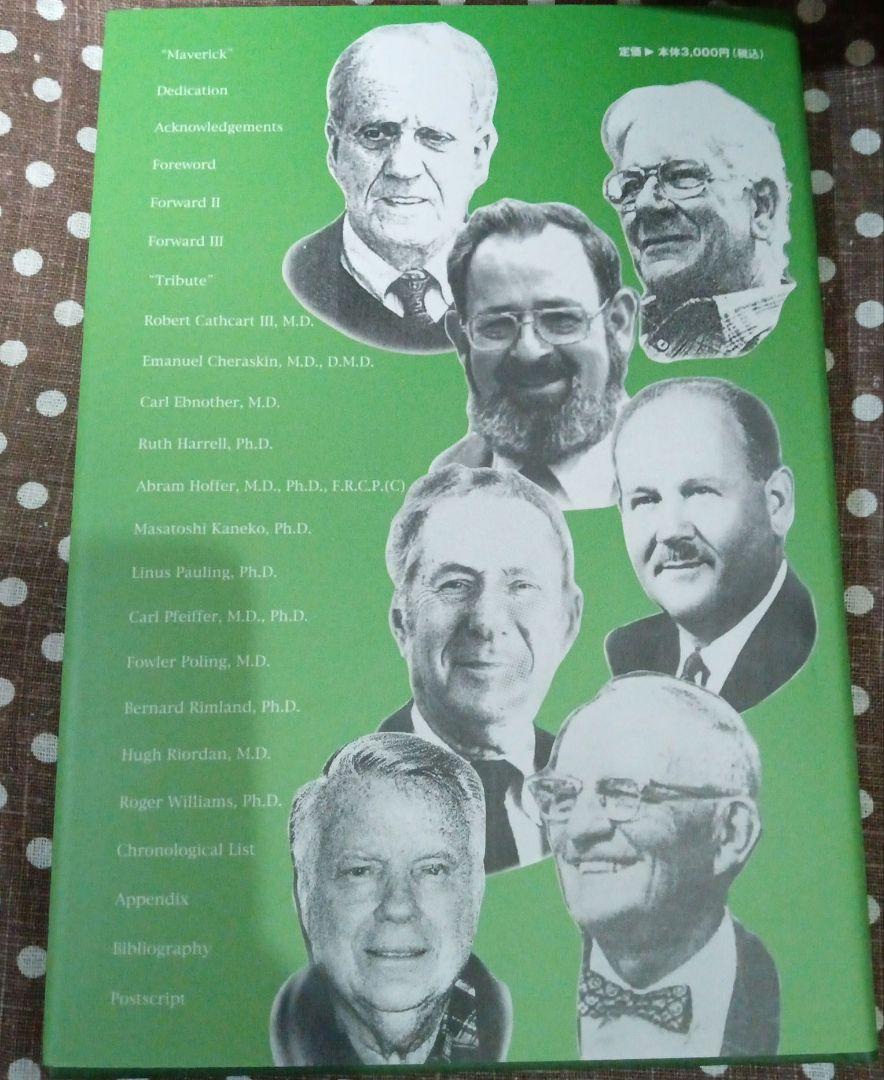 "Maverick"
定価▶本体3,000円(税込)
Dedication
Acknowledgements
Foreword
Forward II
Forward III
"Tribute"
Robert Cathcart III, M.D.
Emanuel Cheraskin, M.D., D.M.D.
Carl Ebnother, M.D.
Ruth Harrell, Ph.D.
Abram Hoffer, M.D., Ph.D., F.R.C.P.(C)
Masatoshi Kaneko, Ph.D.
Linus Pauling, Ph.D.
Carl Pfeiffer, M.D., Ph.D.
Fowler Poling, M.D.
Bernard Rimland, Ph.D.
Hugh Riordan, M.D.
Roger Williams, Ph.D.
Chronological List
Appendix
Bibliography
Postscript